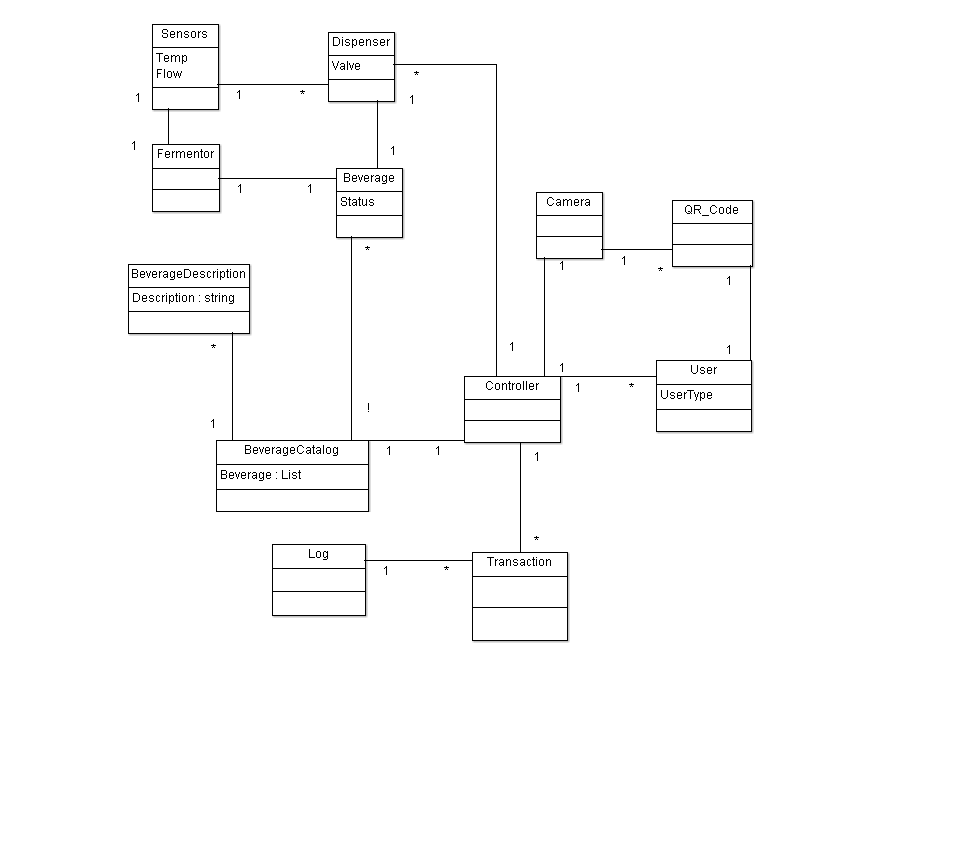 Sensors
Temp
Flow
Dispenser
Valve
*
1
1
*
1
1
1
Fermentor
1
1
1
Beverage
Status
*
Camera
1
1
*
QR_Code
1
BeverageDescription
Description : string
*
1
1
1
Controller
1
1
*
User
UserType
1
!
BeverageCatalog
Beverage : List
1
1
1
*
Log
1
*
Transaction